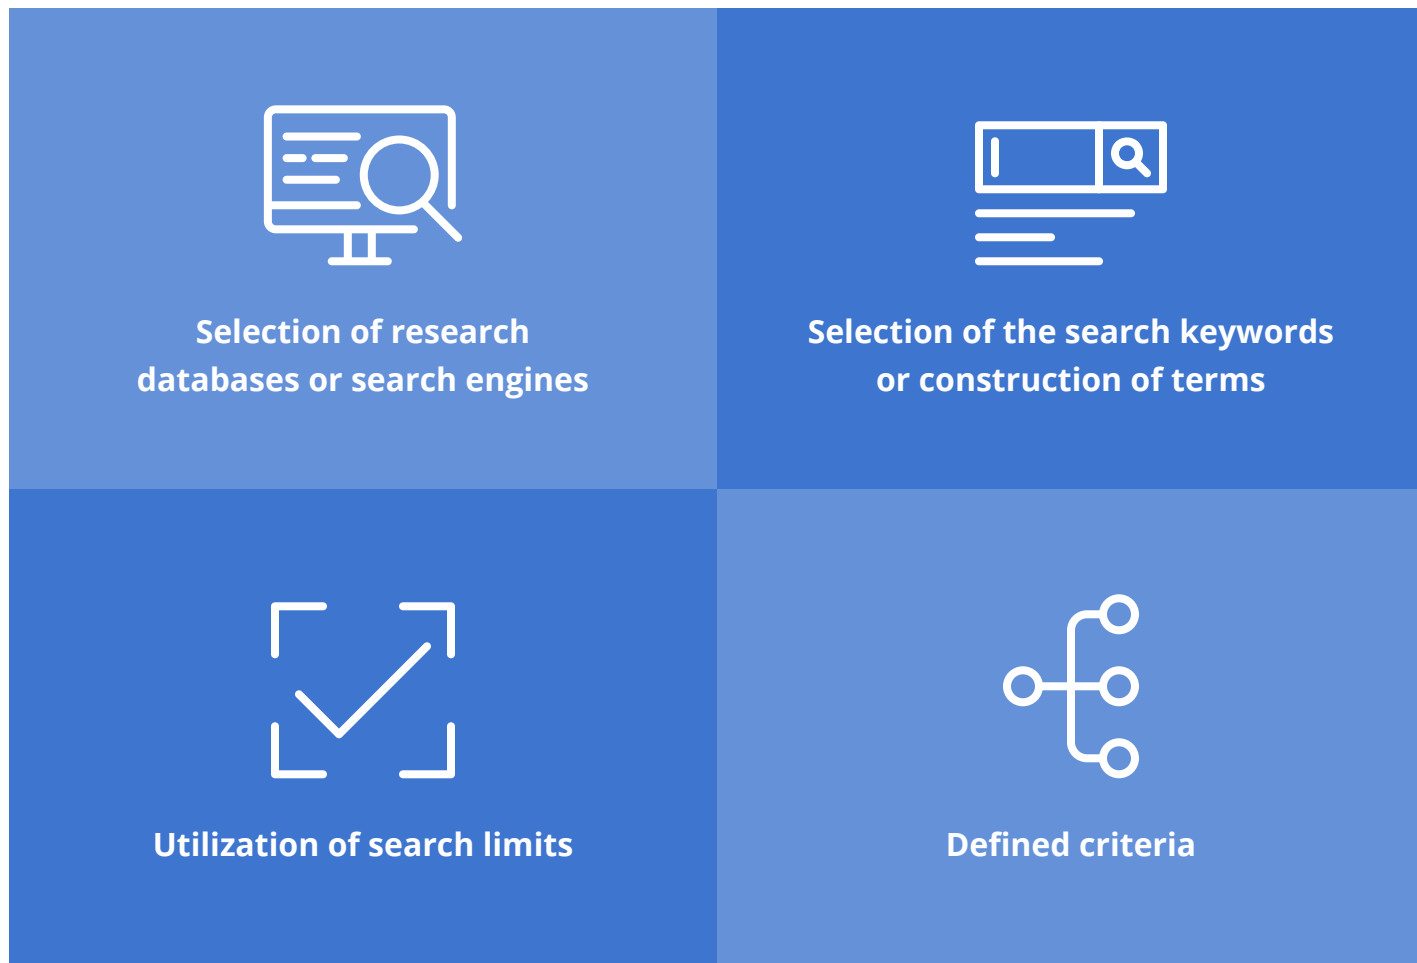 Selection of research
databases or search engines
Selection of the search keywords
or construction of terms
Utilization of search limits
Defined criteria